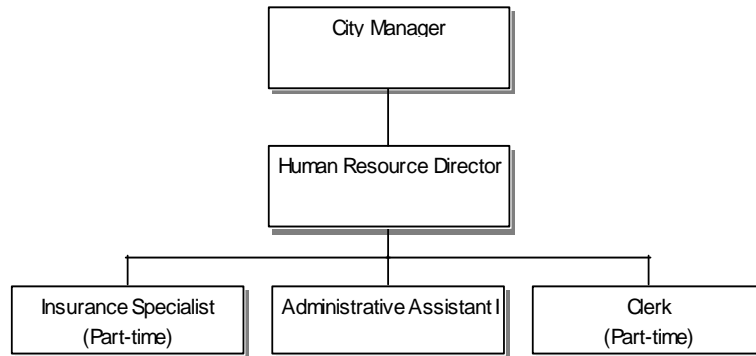 City Manager
Human Resource Director
Insurance Specialist
(Part-time)
Administrative Assistant I
Clerk
(Part-time)